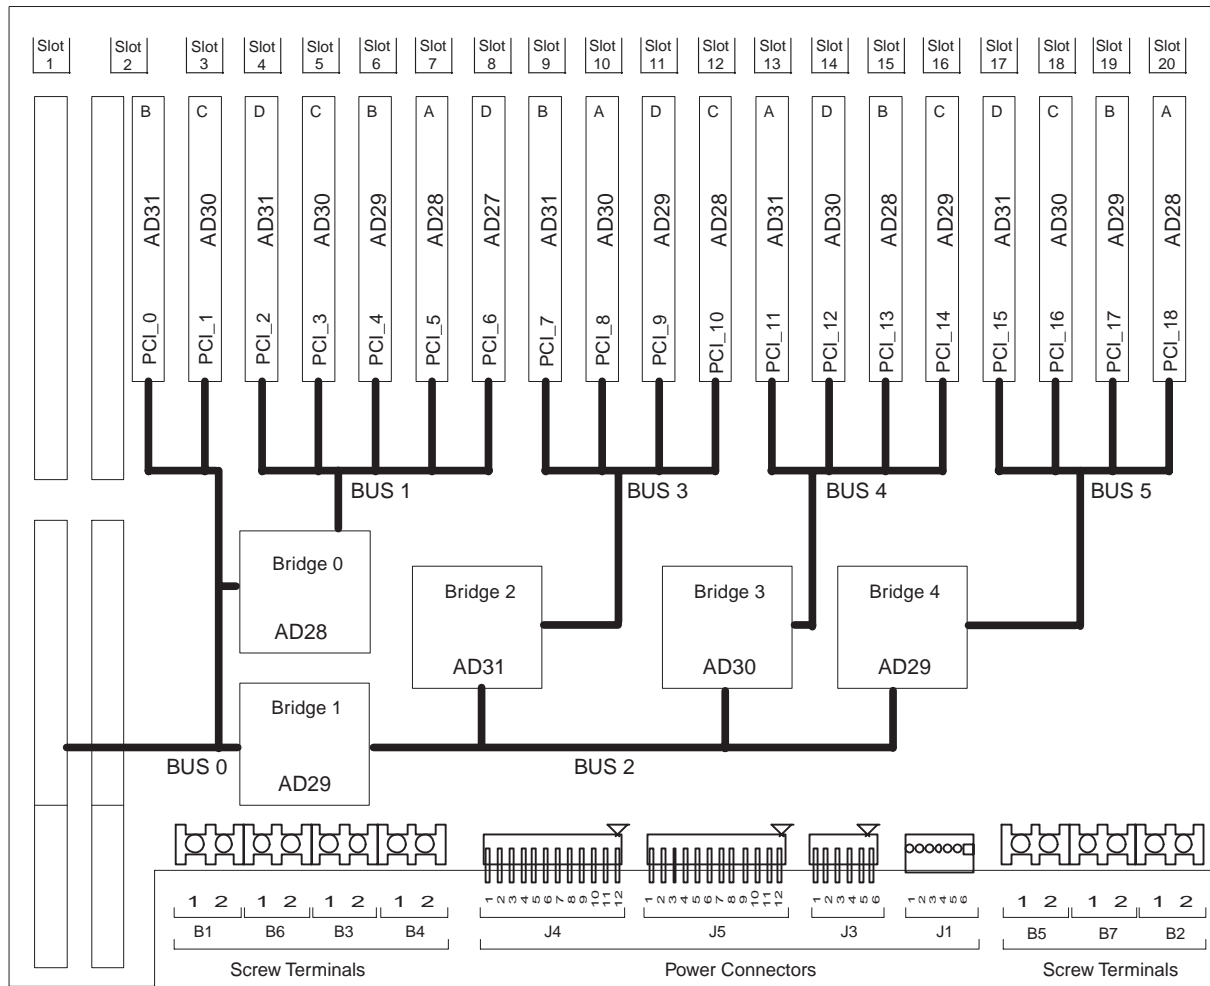 Slot 1
Slot 2
Slot 3
Slot 4
Slot 5
Slot 6
Slot 7
Slot 8
Slot 9
Slot 10
Slot 11
Slot 12
Slot 13
Slot 14
Slot 15
Slot 16
Slot 17
Slot 18
Slot 19
Slot 20
B C D C B A D B A D C A D B C D C B A
AD31 AD30 AD31 AD30 AD29 AD28 AD27 AD31 AD30 AD29 AD28 AD31 AD30 AD28 AD29 AD31 AD30 AD29 AD28
PCI_0 PCI_1 PCI_2 PCI_3 PCI_4 PCI_5 PCI_6 PCI_7 PCI_8 PCI_9 PCI_10 PCI_11 PCI_12 PCI_13 PCI_14 PCI_15 PCI_16 PCI_17 PCI_18
BUS 1 BUS 3 BUS 4 BUS 5
Bridge 0
AD28
Bridge 2
AD31
Bridge 3
AD30
Bridge 4
AD29
Bridge 1
AD29
BUS 0 BUS 2
1 2 1 2 1 2 1 2 1 2 3 4 5 6 7 8 9 10 11 12 1 2 3 4 5 6 7 8 9 10 11 12 1 2 3 4 5 6 1 2 3 4 5 6 1 2 1 2 1 2
B1 B6 B3 B4 J4 J5 J3 J1 B5 B7 B2
Screw Terminals Power Connectors Screw Terminals